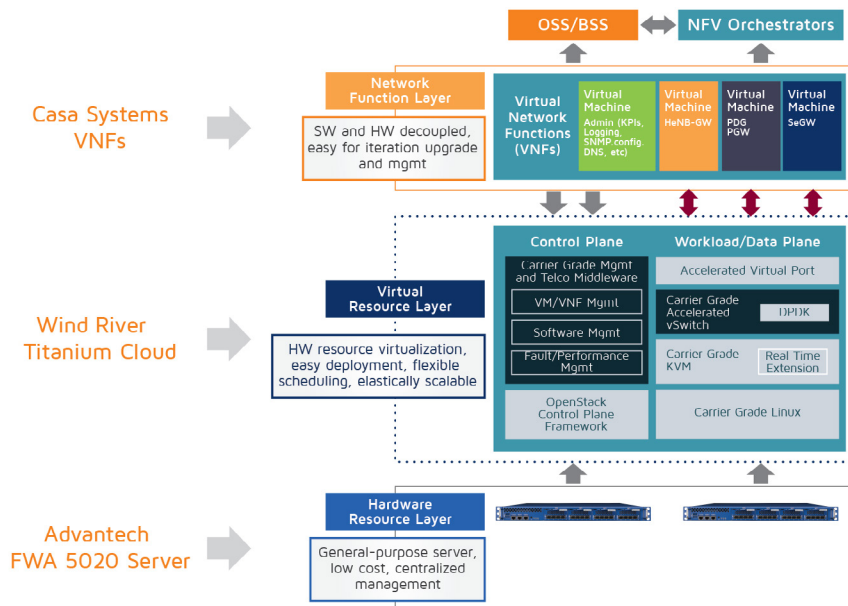 OSS/BSS
NFV Orchestrators
Casa Systems
VNFs
Network
Function Layer
SW and HW decoupled,
easy for iteration upgrade
and mgmt
Virtual
Network
Functions
(VNFs)
Virtual
Machine
Admin (KPIs,
Logging,
SNMP.config.
DNS, etc)
Virtual
Machine
HeNB-GW
Virtual
Machine
PDG
PGW
Virtual
Machine
SeGW
Wind River
Titanium Cloud
Virtual
Resource Layer
HW resource virtualization,
easy deployment, flexible
scheduling, elastically scalable
Control Plane
Carrier Grade Mgmt
and Telco Middleware
VM/VNF Mgmt
Software Mgmt
Fault/Performance
Mgmt
OpenStack
Control Plane
Framework
Workload/Data Plane
Accelerated Virtual Port
Carrier Grade
Accelerated
vSwitch
DPDK
Carrier Grade
KVM
Real Time
Extension
Carrier Grade Linux
Advantech
FWA 5020 Server
Hardware
Resource Layer
General-purpose server,
low cost, centralized
management